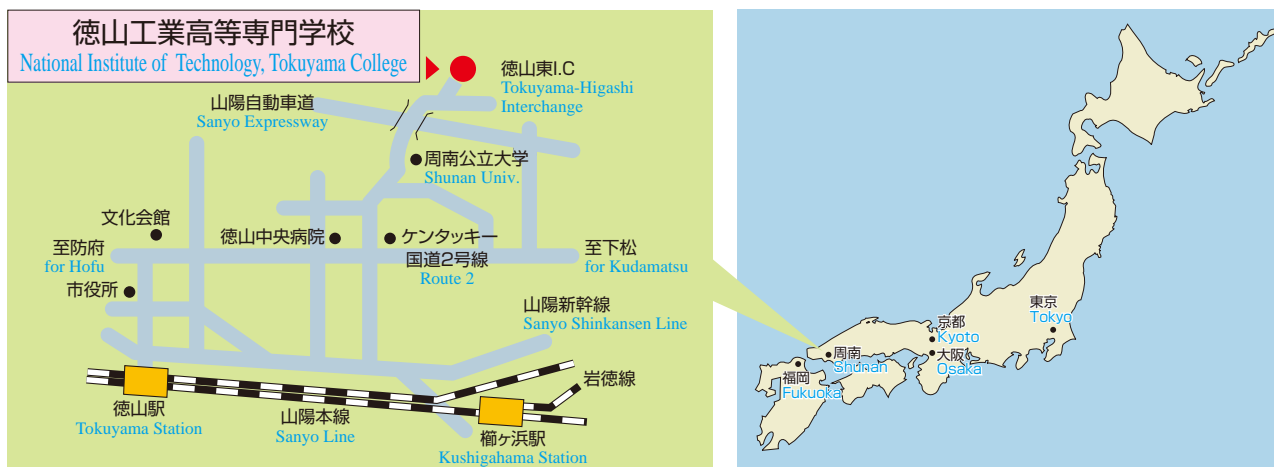 徳山工業高等専門学校
National Institute of Technology, Tokuyama College
徳山東I.C
Tokuyama-Higashi
Interchange
山陽自動車道
Sanyo Expressway
周南公立大学
Shunan Univ.
文化会館
徳山中央病院
ケンタッキー
至防府
for Hofu
国道2号線
Route 2
至下松
for Kudamatsu
市役所
山陽新幹線
Sanyo Shinkansen Line
岩徳線
徳山駅
Tokuyama Station
山陽本線
Sanyo Line
櫛ヶ浜駅
Kushigahama Station
東京
Tokyo
京都
Kyoto
周南
Shunan
大阪
Osaka
福岡
Fukuoka